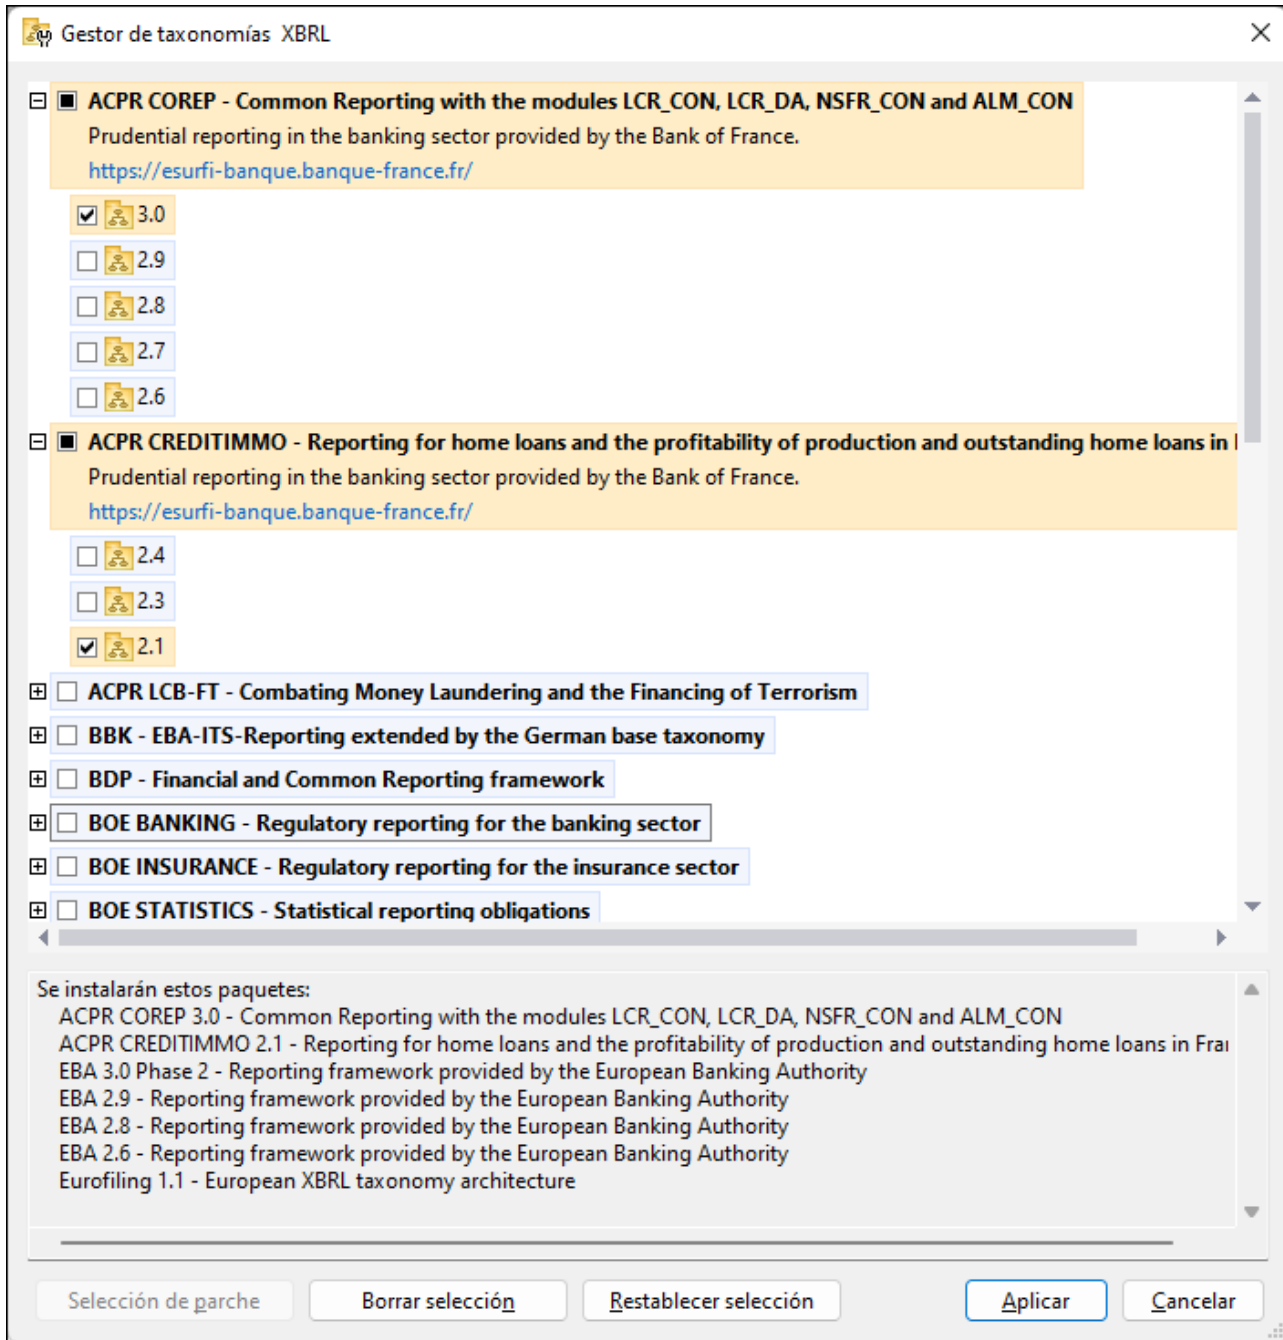 Gestor de taxonomías XBRL
ACPR COREP - Common Reporting with the modules LCR_CON, LCR_DA, NSFR_CON and ALM_CON
Prudential reporting in the banking sector provided by the Bank of France.
https://esurfi-banque.banque-france.fr/
3.0
2.9
2.8
2.7
2.6
ACPR CREDITIMMO - Reporting for home loans and the profitability of production and outstanding home loans in
Prudential reporting in the banking sector provided by the Bank of France.
https://esurfi-banque.banque-france.fr/
2.4
2.3
2.1
ACPR LCB-FT - Combating Money Laundering and the Financing of Terrorism
BBK - EBA-ITS-Reporting extended by the German base taxonomy
BDP - Financial and Common Reporting framework
BOE BANKING - Regulatory reporting for the banking sector
BOE INSURANCE - Regulatory reporting for the insurance sector
BOE STATISTICS - Statistical reporting obligations
Se instalarán estos paquetes:
ACPR COREP 3.0 - Common Reporting with the modules LCR_CON, LCR_DA, NSFR_CON and ALM_CON
ACPR CREDITIMMO 2.1 - Reporting for home loans and the profitability of production and outstanding home loans in
EBA 3.0 Phase 2 - Reporting framework provided by the European Banking Authority
EBA 2.9 - Reporting framework provided by the European Banking Authority
EBA 2.8 - Reporting framework provided by the European Banking Authority
EBA 2.6 - Reporting framework provided by the European Banking Authority
Eurofiling 1.1 - European XBRL taxonomy architecture
Selección de parche
Borrar selección
Restablecer selección
Aplicar
Cancelar